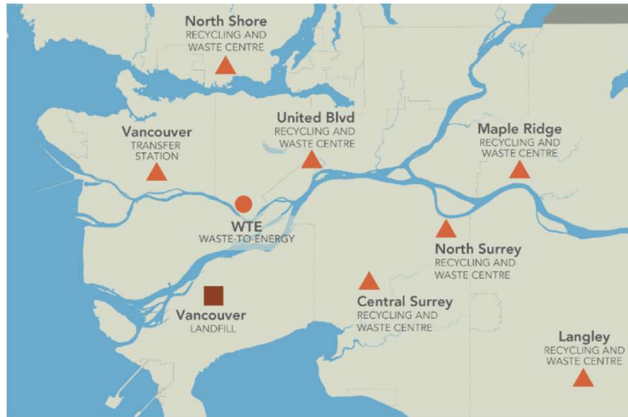 North Shore
RECYCLING AND
WASTE CENTRE
United Blvd
RECYCLING AND
WASTE CENTRE
Vancouver
TRANSFER
STATION
Maple Ridge
RECYCLING AND
WASTE CENTRE
WTE
WASTE-TO-ENERGY
North Surrey
RECYCLING AND
WASTE CENTRE
Central Surrey
RECYCLING AND
WASTE CENTRE
Vancouver
LANDFILL
Langley
RECYCLING AND
WASTE CENTRE